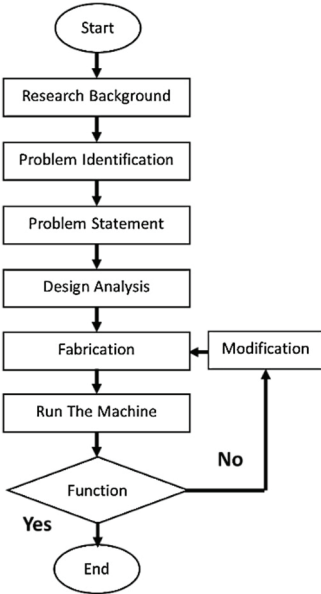 Start
Research Background
Problem Identification
Problem Statement
Design Analysis
Fabrication
Modification
Run The Machine
No
Function
Yes
End